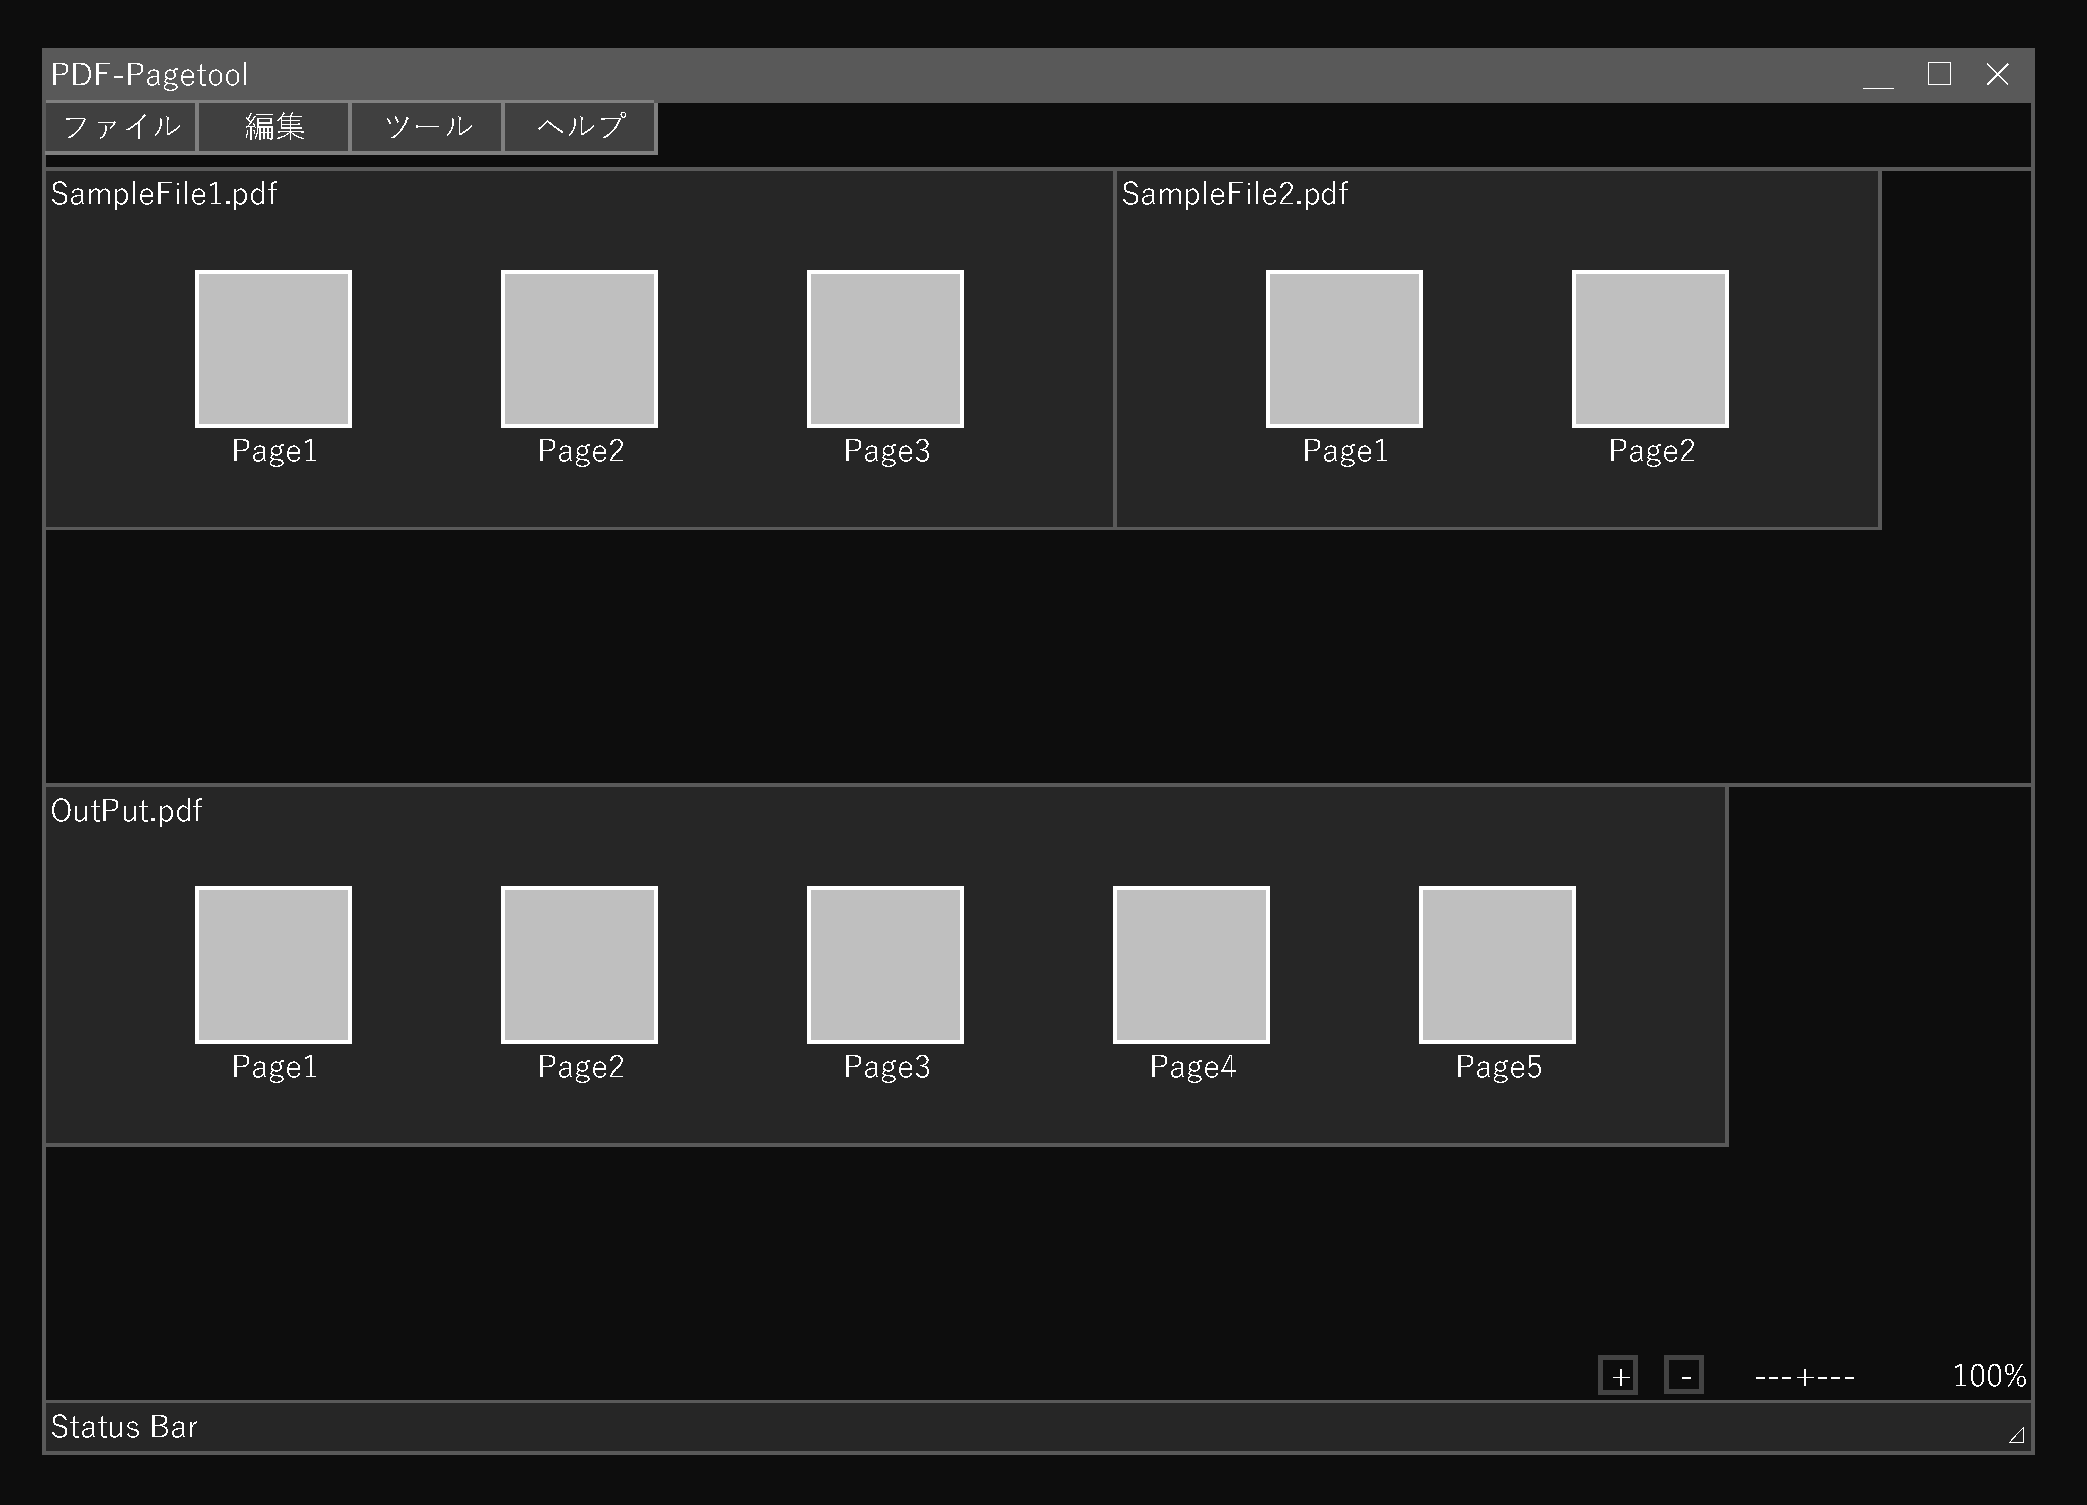 PDF-Pagetool
ファイル 編集 ツール ヘルプ
SampleFile1.pdf
Page1 Page2 Page3
SampleFile2.pdf
Page1 Page2
OutPut.pdf
Page1 Page2 Page3 Page4 Page5
+ - ---+--- 100%
Status Bar